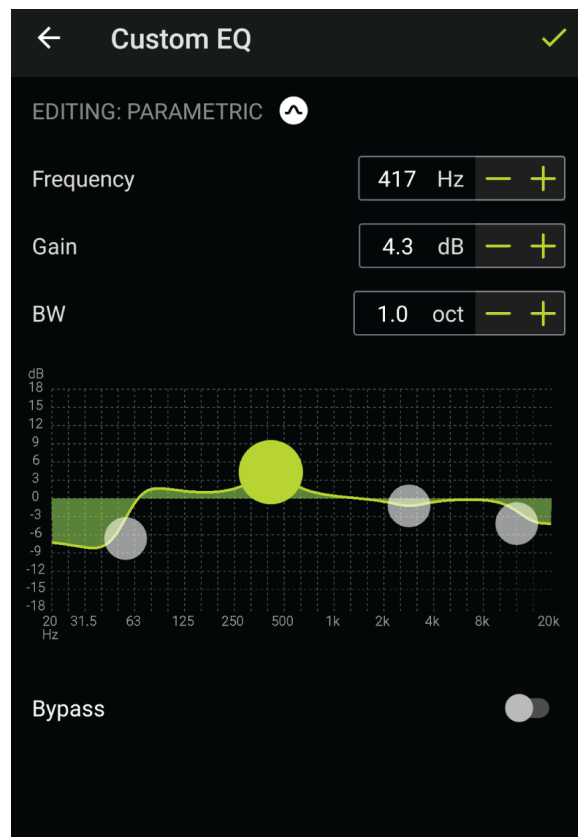 Custom EQ
EDITING: PARAMETRIC
Frequency 417 Hz
Gain 4.3 dB
BW 1.0 oct
dB
18
15
12
9
6
3
0
-3
-6
-9
-12
-15
-18
20 31.5 63 125 250 500 1k 2k 4k 8k 20k
Hz
Bypass